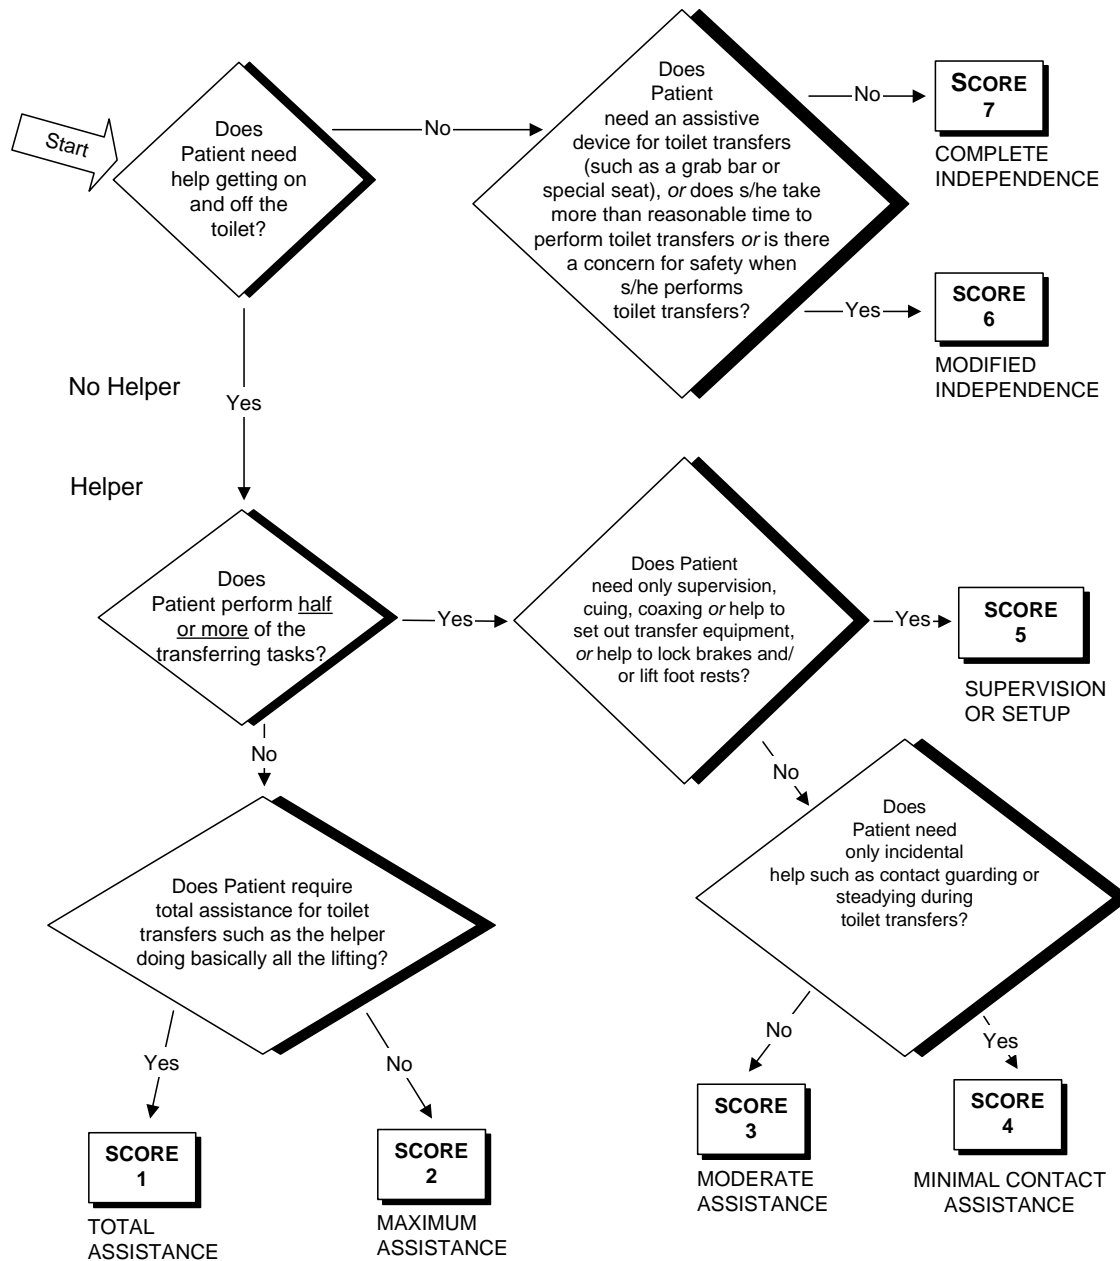 Start
Does
Patient need
help getting on
and off the
toilet?
No
Does
Patient
need an assistive
device for toilet transfers
(such as a grab bar or
special seat), or does s/he take
more than reasonable time to
perform toilet transfers or is there
a concern for safety when
s/he performs
toilet transfers?
No
SCORE
7
COMPLETE
INDEPENDENCE
Yes
SCORE
6
MODIFIED
INDEPENDENCE
No Helper
Yes
Helper
Does
Patient perform half
or more of the
transferring tasks?
Yes
Does Patient
need only supervision,
cuing, coaxing or help to
set out transfer equipment,
or help to lock brakes and/
or lift foot rests?
Yes
SCORE
5
SUPERVISION
OR SETUP
No
No
Does
Patient need
only incidental
help such as contact guarding or
steadying during
toilet transfers?
Does Patient require
total assistance for toilet
transfers such as the helper
doing basically all the lifting?
Yes
No
No
Yes
SCORE
1
TOTAL
ASSISTANCE
SCORE
2
MAXIMUM
ASSISTANCE
SCORE
3
MODERATE
ASSISTANCE
SCORE
4
MINIMAL CONTACT
ASSISTANCE